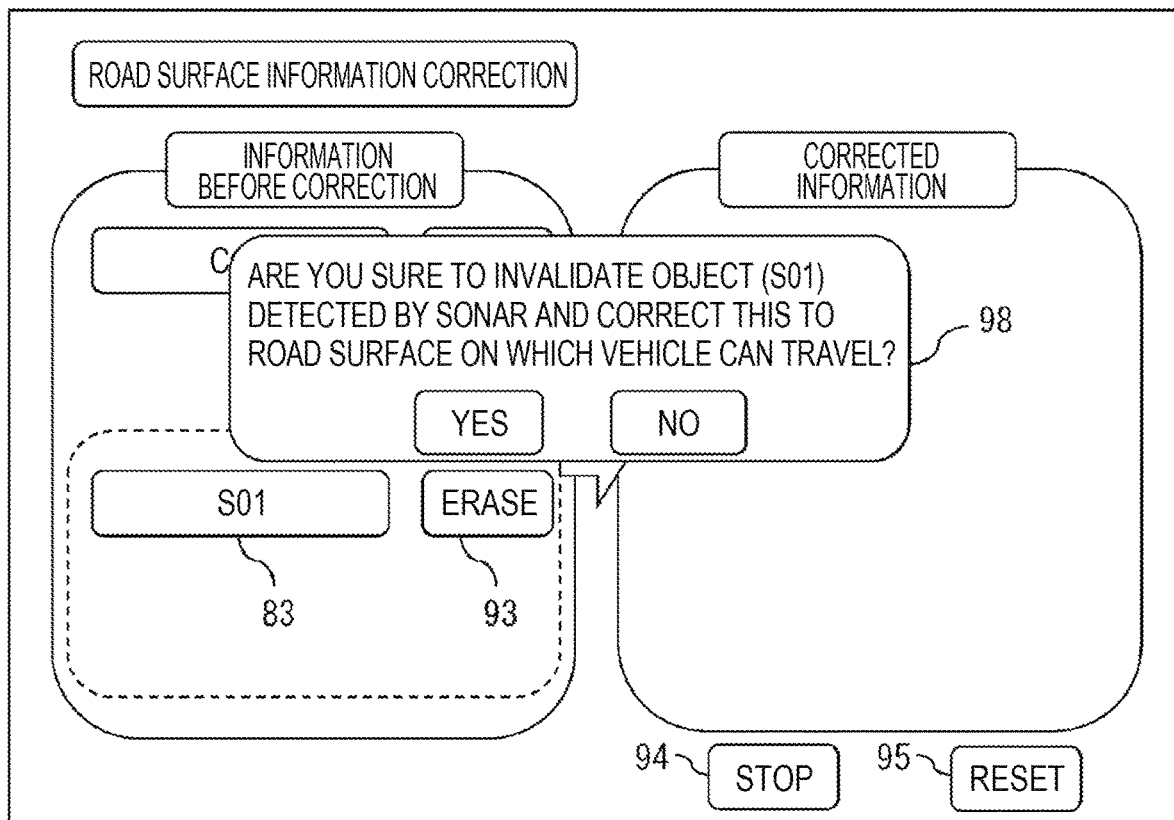 ROAD SURFACE INFORMATION CORRECTION
INFORMATION
BEFORE CORRECTION
CORRECTED
INFORMATION
ARE YOU SURE TO INVALIDATE OBJECT (S01)
DETECTED BY SONAR AND CORRECT THIS TO
ROAD SURFACE ON WHICH VEHICLE CAN TRAVEL?
98
YES NO
S01 ERASE
83 93
94 STOP 95 RESET